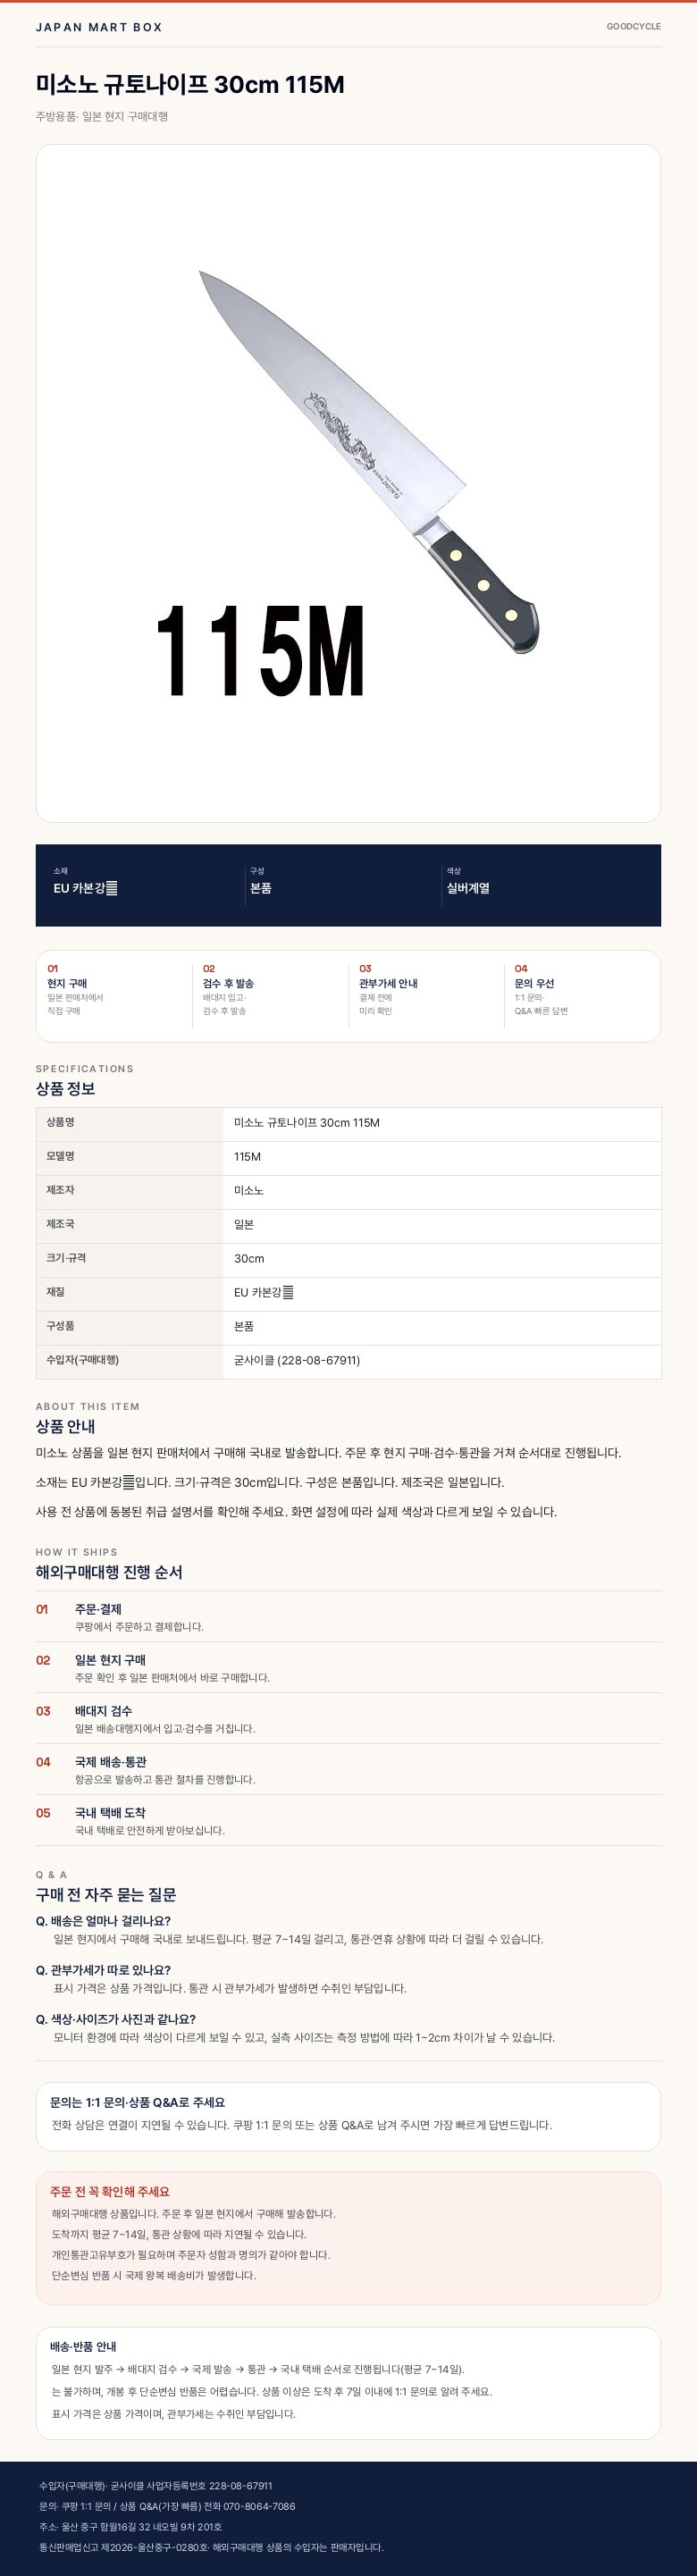 JAPAN MART BOX
GOODCYCLE
미소노 규토나이프 30cm 115M
주방용품· 일본 현지 구매대행
115M
소재
EU 카본강
구성
본품
색상
실버계열
01
현지 구매
일본 판매처에서
직접 구매
02
검수 후 발송
배대지 입고·
검수 후 발송
03
관부가세 안내
결제 전에
미리 확인
04
문의 우선
1:1 문의·
Q&A 빠른 답변
SPECIFICATIONS
상품 정보
상품명 미소노 규토나이프 30cm 115M
모델명 115M
제조자 미소노
제조국 일본
크기·규격 30cm
재질 EU 카본강
구성품 본품
수입자(구매대행) 굳사이클 (228-08-67911)
ABOUT THIS ITEM
상품 안내
미소노 상품을 일본 현지 판매처에서 구매해 국내로 발송합니다. 주문 후 현지 구매·검수·통관을 거쳐 순서대로 진행됩니다.
소재는 EU 카본강입니다. 크기·규격은 30cm입니다. 구성은 본품입니다. 제조국은 일본입니다.
사용 전 상품에 동봉된 취급 설명서를 확인해 주세요. 화면 설정에 따라 실제 색상과 다르게 보일 수 있습니다.
HOW IT SHIPS
해외구매대행 진행 순서
01 주문·결제
쿠팡에서 주문하고 결제합니다.
02 일본 현지 구매
주문 확인 후 일본 판매처에서 바로 구매합니다.
03 배대지 검수
일본 배송대행지에서 입고·검수를 거칩니다.
04 국제 배송·통관
항공으로 발송하고 통관 절차를 진행합니다.
05 국내 택배 도착
국내 택배로 안전하게 받아보십니다.
Q & A
구매 전 자주 묻는 질문
Q. 배송은 얼마나 걸리나요?
일본 현지에서 구매해 국내로 보내드립니다. 평균 7~14일 걸리고, 통관·연휴 상황에 따라 더 걸릴 수 있습니다.
Q. 관부가세가 따로 있나요?
표시 가격은 상품 가격입니다. 통관 시 관부가세가 발생하면 수취인 부담입니다.
Q. 색상·사이즈가 사진과 같나요?
모니터 환경에 따라 색상이 다르게 보일 수 있고, 실측 사이즈는 측정 방법에 따라 1~2cm 차이가 날 수 있습니다.
문의는 1:1 문의·상품 Q&A로 주세요
전화 상담은 연결이 지연될 수 있습니다. 쿠팡 1:1 문의 또는 상품 Q&A로 남겨 주시면 가장 빠르게 답변드립니다.
주문 전 꼭 확인해 주세요
해외구매대행 상품입니다. 주문 후 일본 현지에서 구매해 발송합니다.
도착까지 평균 7~14일, 통관 상황에 따라 지연될 수 있습니다.
개인통관고유부호가 필요하며 주문자 성함과 명의가 같아야 합니다.
단순변심 반품 시 국제 왕복 배송비가 발생합니다.
배송·반품 안내
일본 현지 발주 → 배대지 검수 → 국제 발송 → 통관 → 국내 택배 순서로 진행됩니다(평균 7~14일).
는 불가하며, 개봉 후 단순변심 반품은 어렵습니다. 상품 이상은 도착 후 7일 이내에 1:1 문의로 알려 주세요.
표시 가격은 상품 가격이며, 관부가세는 수취인 부담입니다.
수입자(구매대행)· 굳사이클 사업자등록번호 228-08-67911
문의· 쿠팡 1:1 문의 / 상품 Q&A(가장 빠름) 전화 070-8064-7086
주소· 울산 중구 함월16길 32 네오빌 9차 201호
통신판매업신고 제2026-울산중구-0280호· 해외구매대행 상품의 수입자는 판매자입니다.